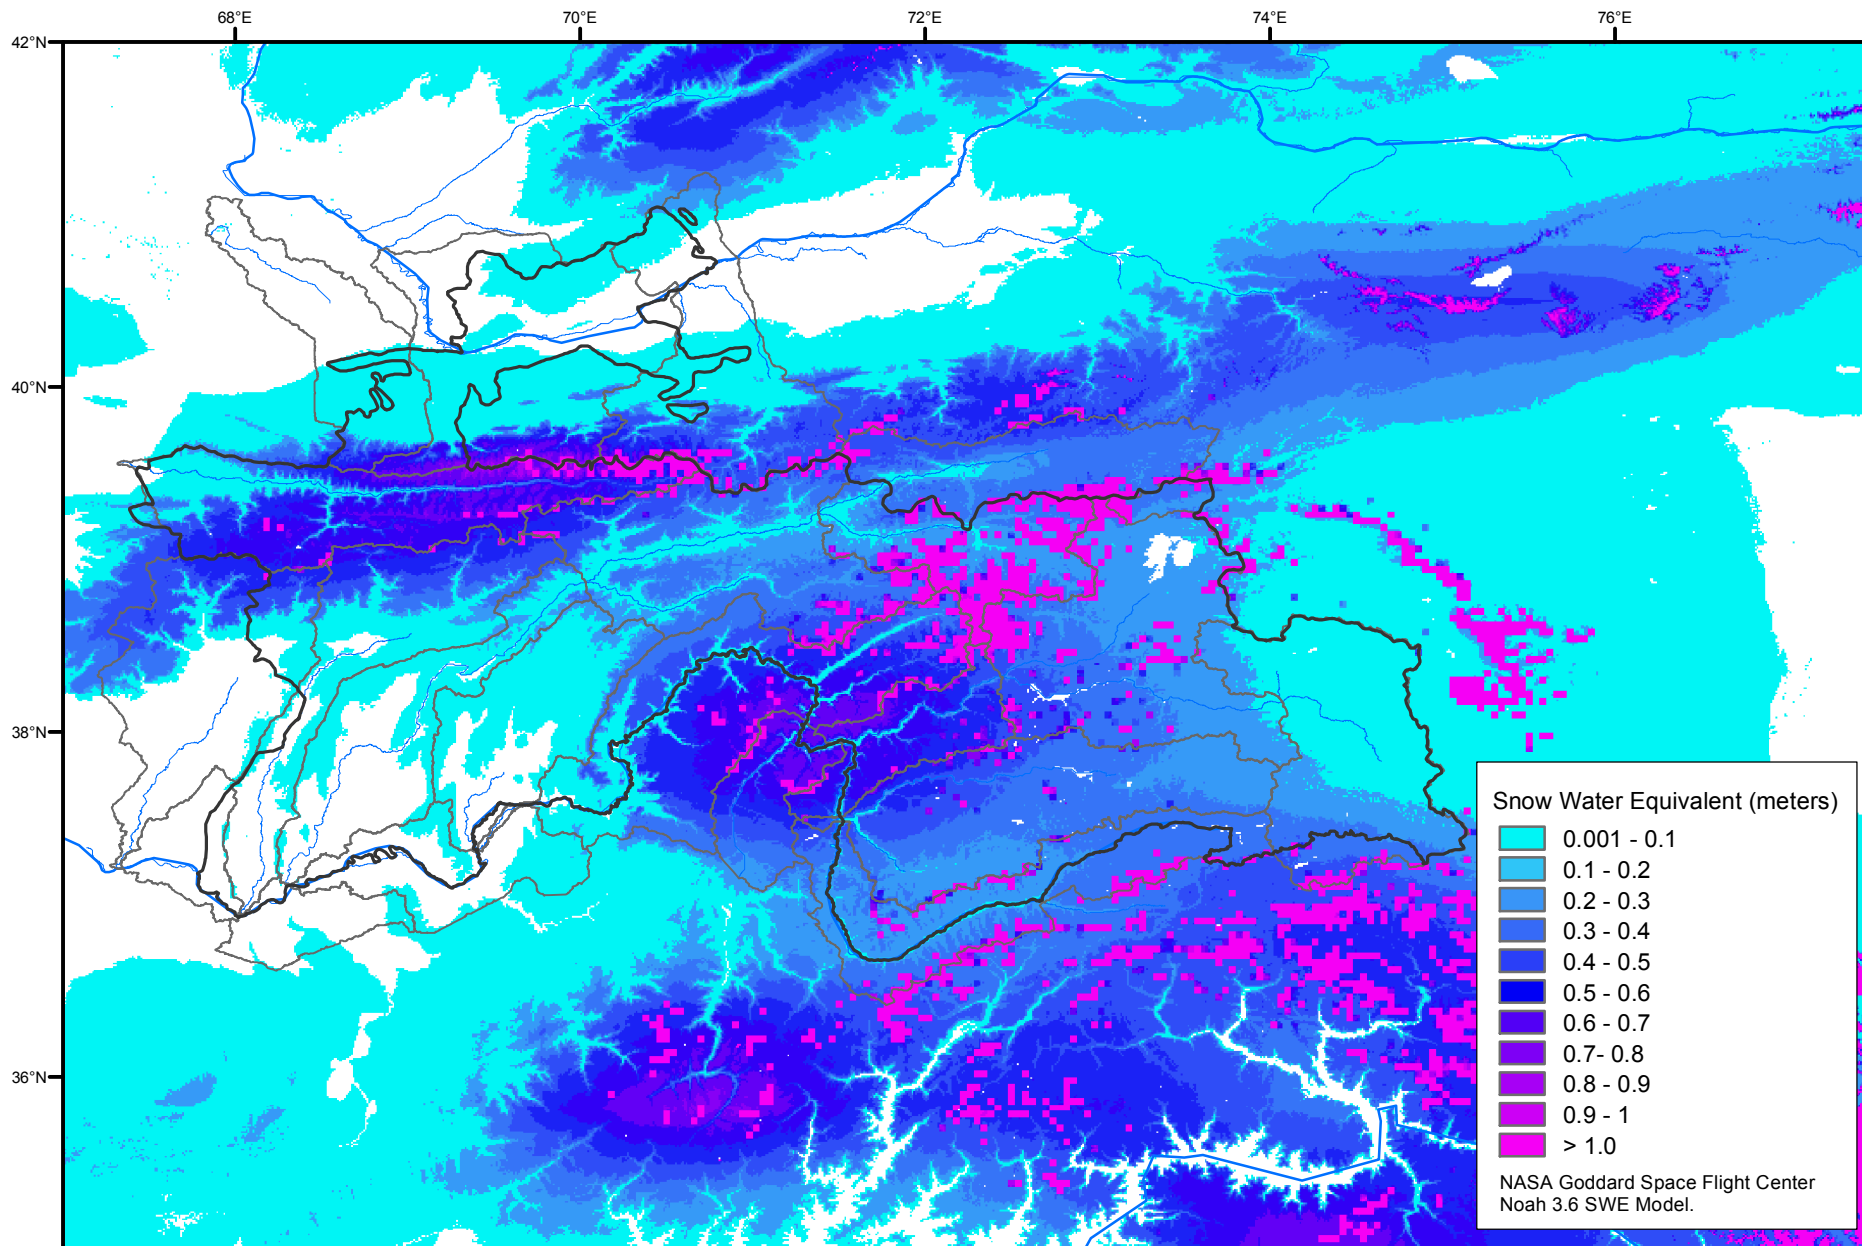 68°E
70°E
72°E
74°E
76°E
42°N
40°N
38°N
36°N
Snow Water Equivalent (meters)
0.001 - 0.1
0.1 - 0.2
0.2 - 0.3
0.3 - 0.4
0.4 - 0.5
0.5 - 0.6
0.6 - 0.7
0.7- 0.8
0.8 - 0.9
0.9 - 1
> 1.0
NASA Goddard Space Flight Center
Noah 3.6 SWE Model.